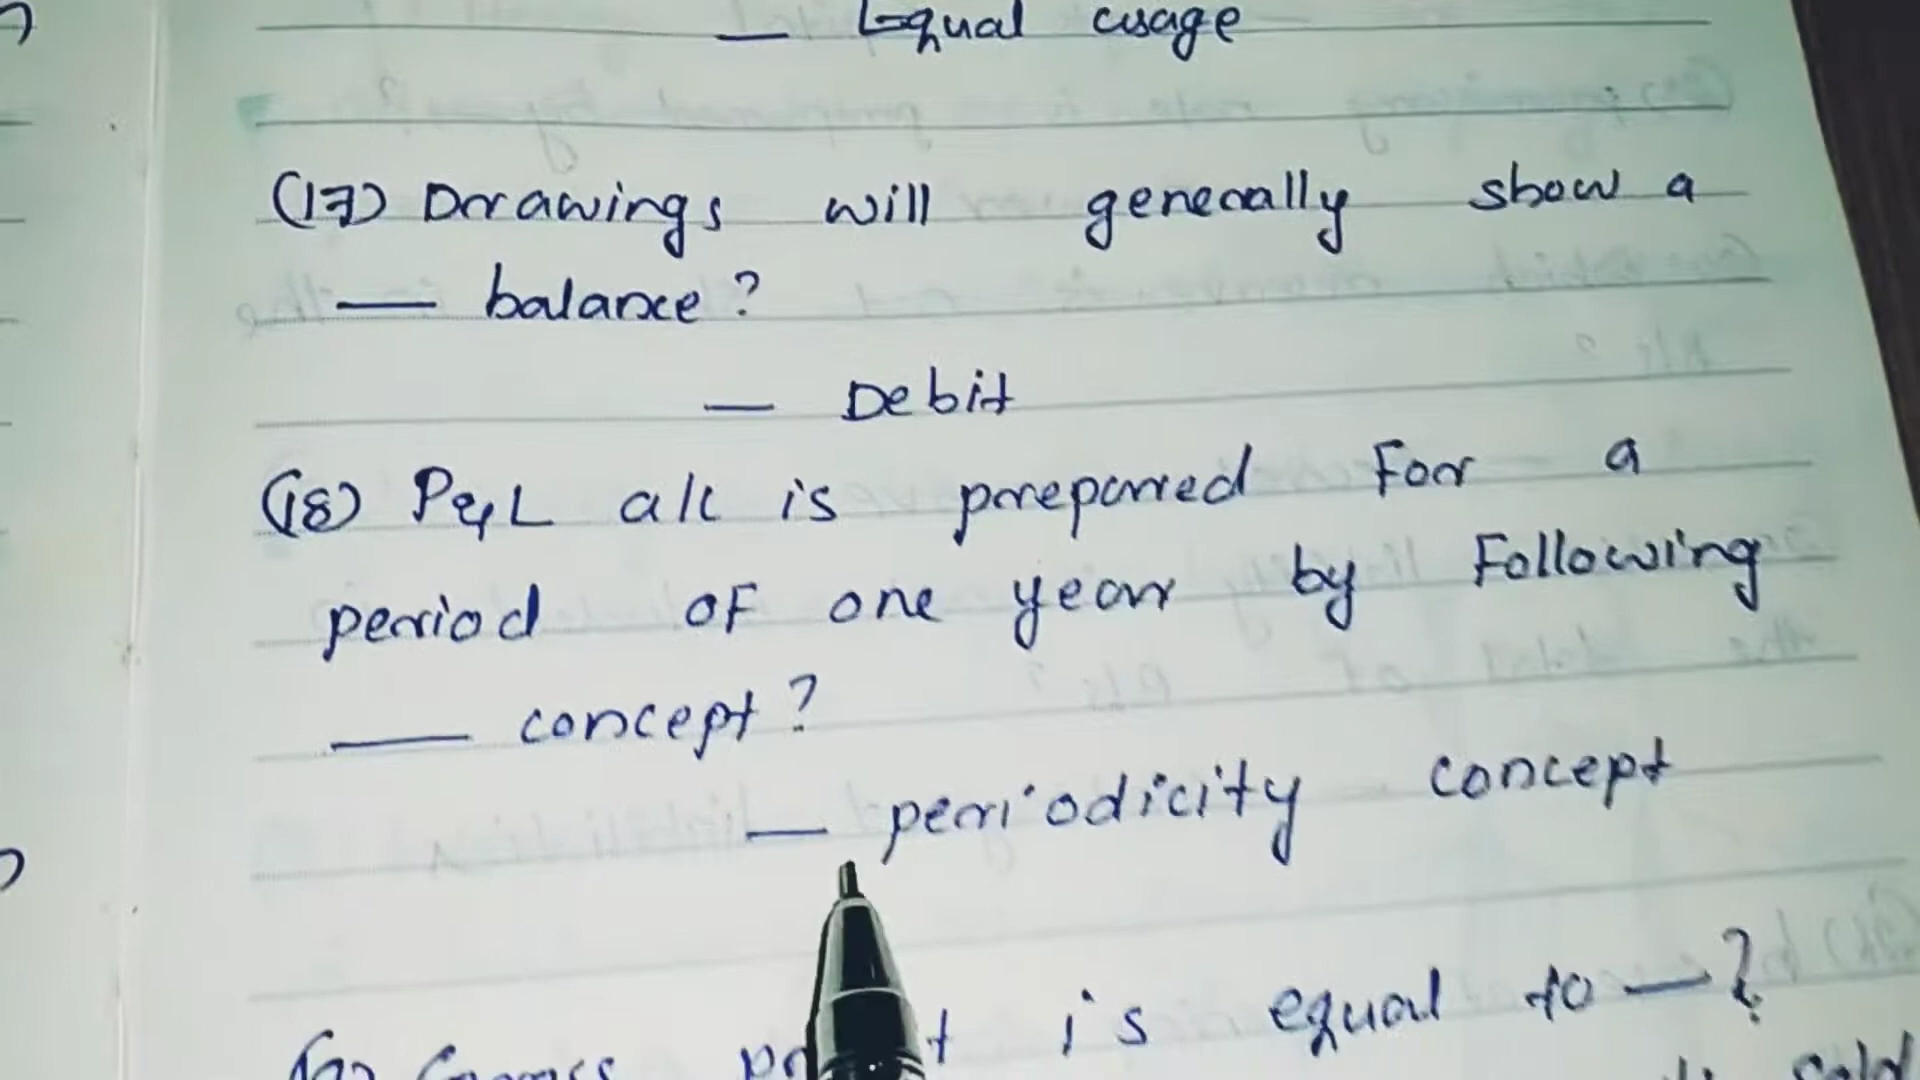 — Equal usage
(17) Drawings will generally show a
— balance?
— Debit
(18) P&L a/c is prepared For a
period OF one year by Following
— concept?
— periodicity concept
is equal to —?
sold